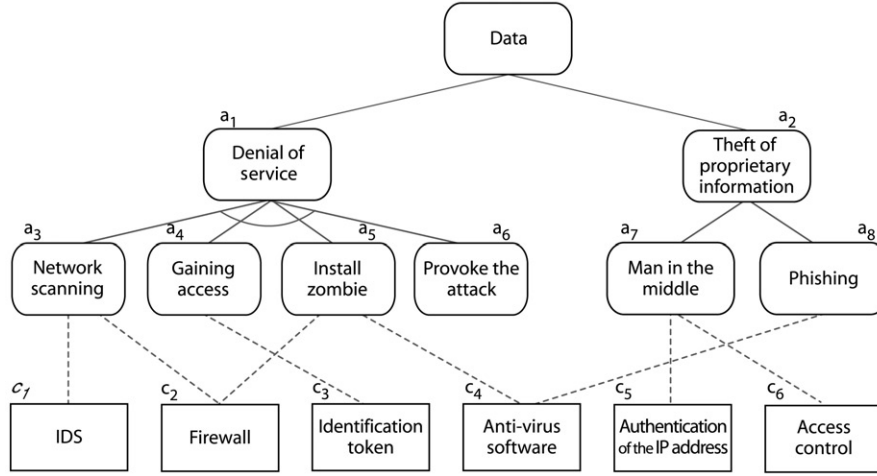 Data
a1
a2
Denial of
service
Theft of
proprietary
information
a3
a4
a5
a6
a7
a8
Network
scanning
Gaining
access
Install
zombie
Provoke the
attack
Man in the
middle
Phishing
c1
c2
c3
c4
c5
c6
IDS
Firewall
Identification
token
Anti-virus
software
Authentication
of the IP address
Access
control